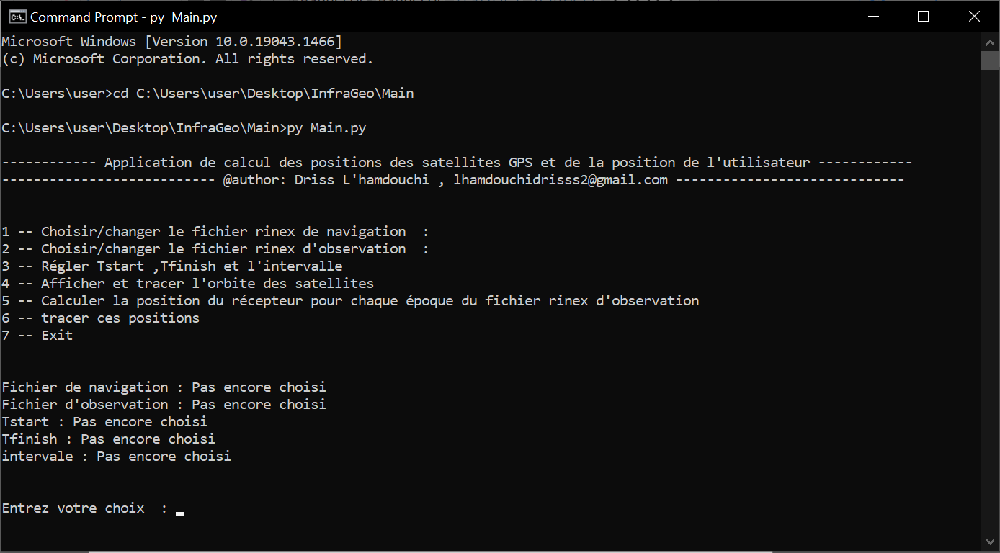 Command Prompt - py  Main.py
Microsoft Windows [Version 10.0.19043.1466]
(c) Microsoft Corporation. All rights reserved.
C:\Users\user>cd C:\Users\user\Desktop\InfraGeo\Main
C:\Users\user\Desktop\InfraGeo\Main>py Main.py
------------ Application de calcul des positions des satellites GPS et de la position de l'utilisateur ------------
--------------------------- @author: Driss L'hamdouchi , lhamdouchidrisss2@gmail.com -----------------------------
1 -- Choisir/changer le fichier rinex de navigation  :
2 -- Choisir/changer le fichier rinex d'observation  :
3 -- Régler Tstart ,Tfinish et l'intervalle
4 -- Afficher et tracer l'orbite des satellites
5 -- Calculer la position du récepteur pour chaque époque du fichier rinex d'observation
6 -- tracer ces positions
7 -- Exit
Fichier de navigation : Pas encore choisi
Fichier d'observation : Pas encore choisi
Tstart : Pas encore choisi
Tfinish : Pas encore choisi
intervale : Pas encore choisi
Entrez votre choix  :